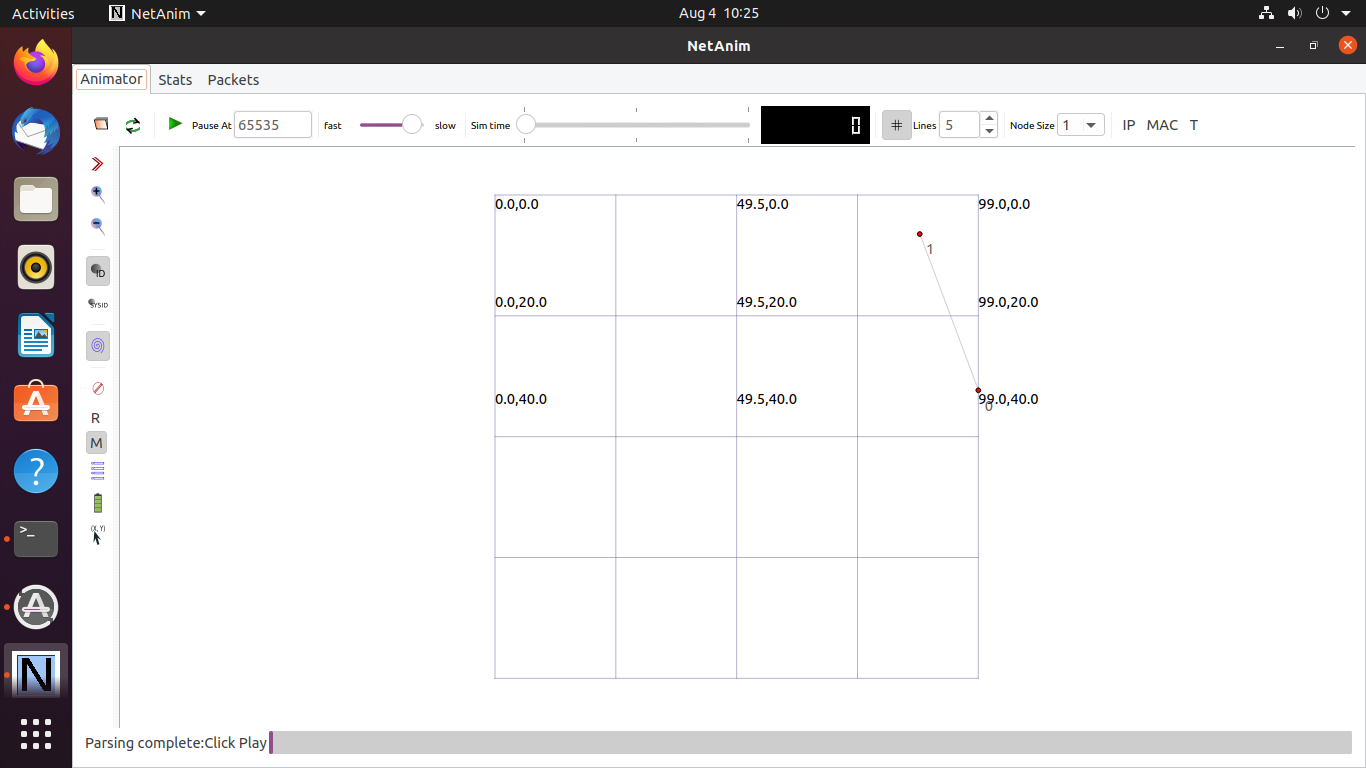 Activities NetAnim Aug 4 10:25
NetAnim
Animator Stats Packets
Pause At 65535 fast slow Sim time 0 # Lines 5 Node Size 1 IP MAC T
ID
SYSID
R
M
(X, Y)
0.0,0.0 49.5,0.0 99.0,0.0
1
0.0,20.0 49.5,20.0 99.0,20.0
0.0,40.0 49.5,40.0 99.0,40.0
0
>_
?
N
Parsing complete:Click Play